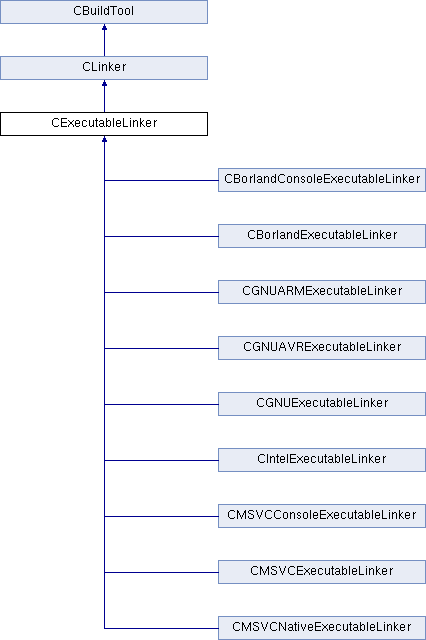 CBuildTool
CLinker
CExecutableLinker
CBorlandConsoleExecutableLinker
CBorlandExecutableLinker
CGNUARMExecutableLinker
CGNUAVRExecutableLinker
CGNUExecutableLinker
CIntelExecutableLinker
CMSVCConsoleExecutableLinker
CMSVCExecutableLinker
CMSVCNativeExecutableLinker